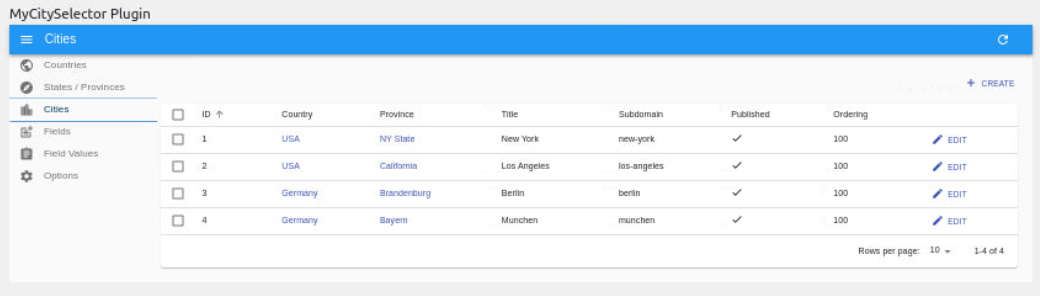 MyCitySelector Plugin
Cities
Countries
States / Provinces
Cities
Fields
Field Values
Options
CREATE
ID Country Province Title Subdomain Published Ordering
1 USA NY State New York new-york 100 EDIT
2 USA California Los Angeles los-angeles 100 EDIT
3 Germany Brandenburg Berlin berlin 100 EDIT
4 Germany Bayern Munchen munchen 100 EDIT
Rows per page: 10 1-4 of 4